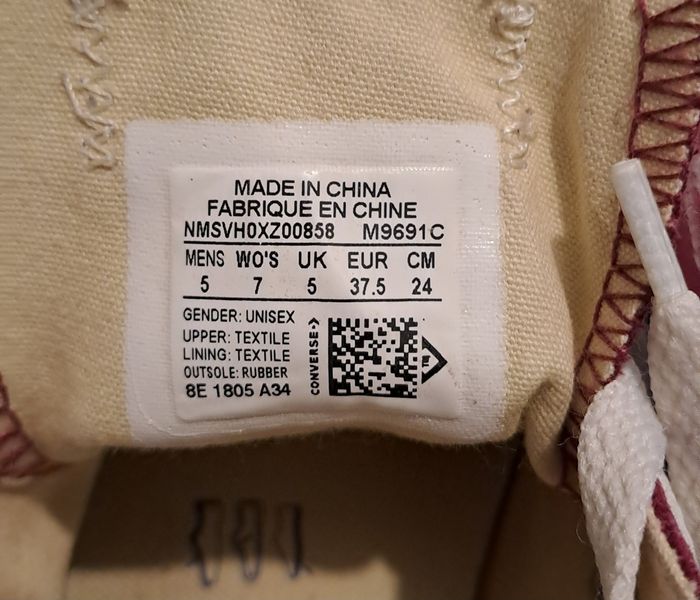 MADE IN CHINA
FABRIQUE EN CHINE
NMSVH0XZ00858 M9691C
MENS WO'S UK EUR CM
5 7 5 37.5 24
GENDER: UNISEX
UPPER: TEXTILE
LINING: TEXTILE
OUTSOLE: RUBBER
8E 1805 A34
CONVERSE